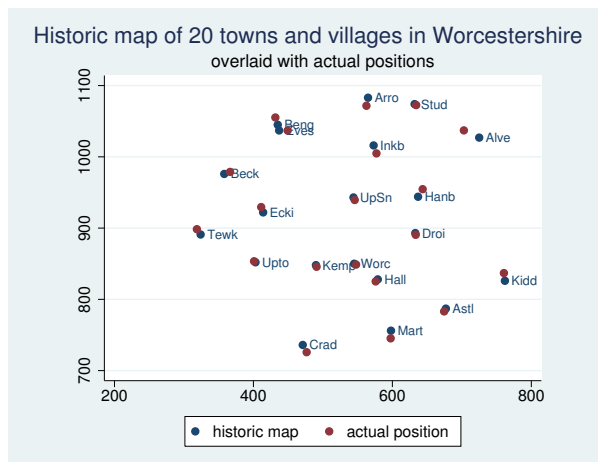 Historic map of 20 towns and villages in Worcestershire
overlaid with actual positions
1100
1000
900
800
700
Arro
Stud
Beng
Eves
Alve
Inkb
Beck
UpSn
Hanb
Ecki
Tewk
Droi
Upto
Kemp
Worc
Hall
Kidd
Astl
Mart
Crad
200 400 600 800
historic map actual position